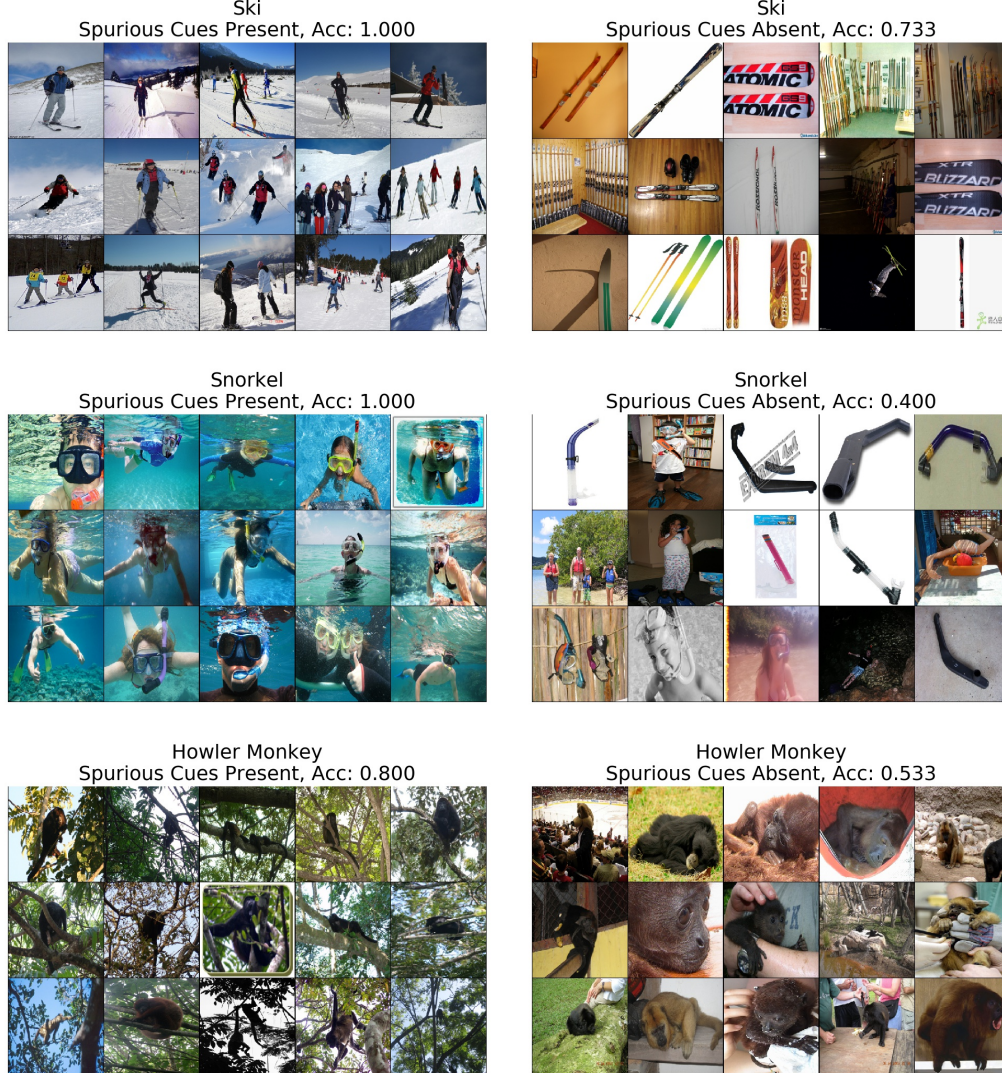 Ski
Spurious Cues Present, Acc: 1.000
Ski
Spurious Cues Absent, Acc: 0.733
ATOMIC
ATOMIC
ROSSIGNOL
XTR
BLIZZARD
XTR
BLIZZARD
HEAD
Snorkel
Spurious Cues Present, Acc: 1.000
Snorkel
Spurious Cues Absent, Acc: 0.400
Howler Monkey
Spurious Cues Present, Acc: 0.800
Howler Monkey
Spurious Cues Absent, Acc: 0.533